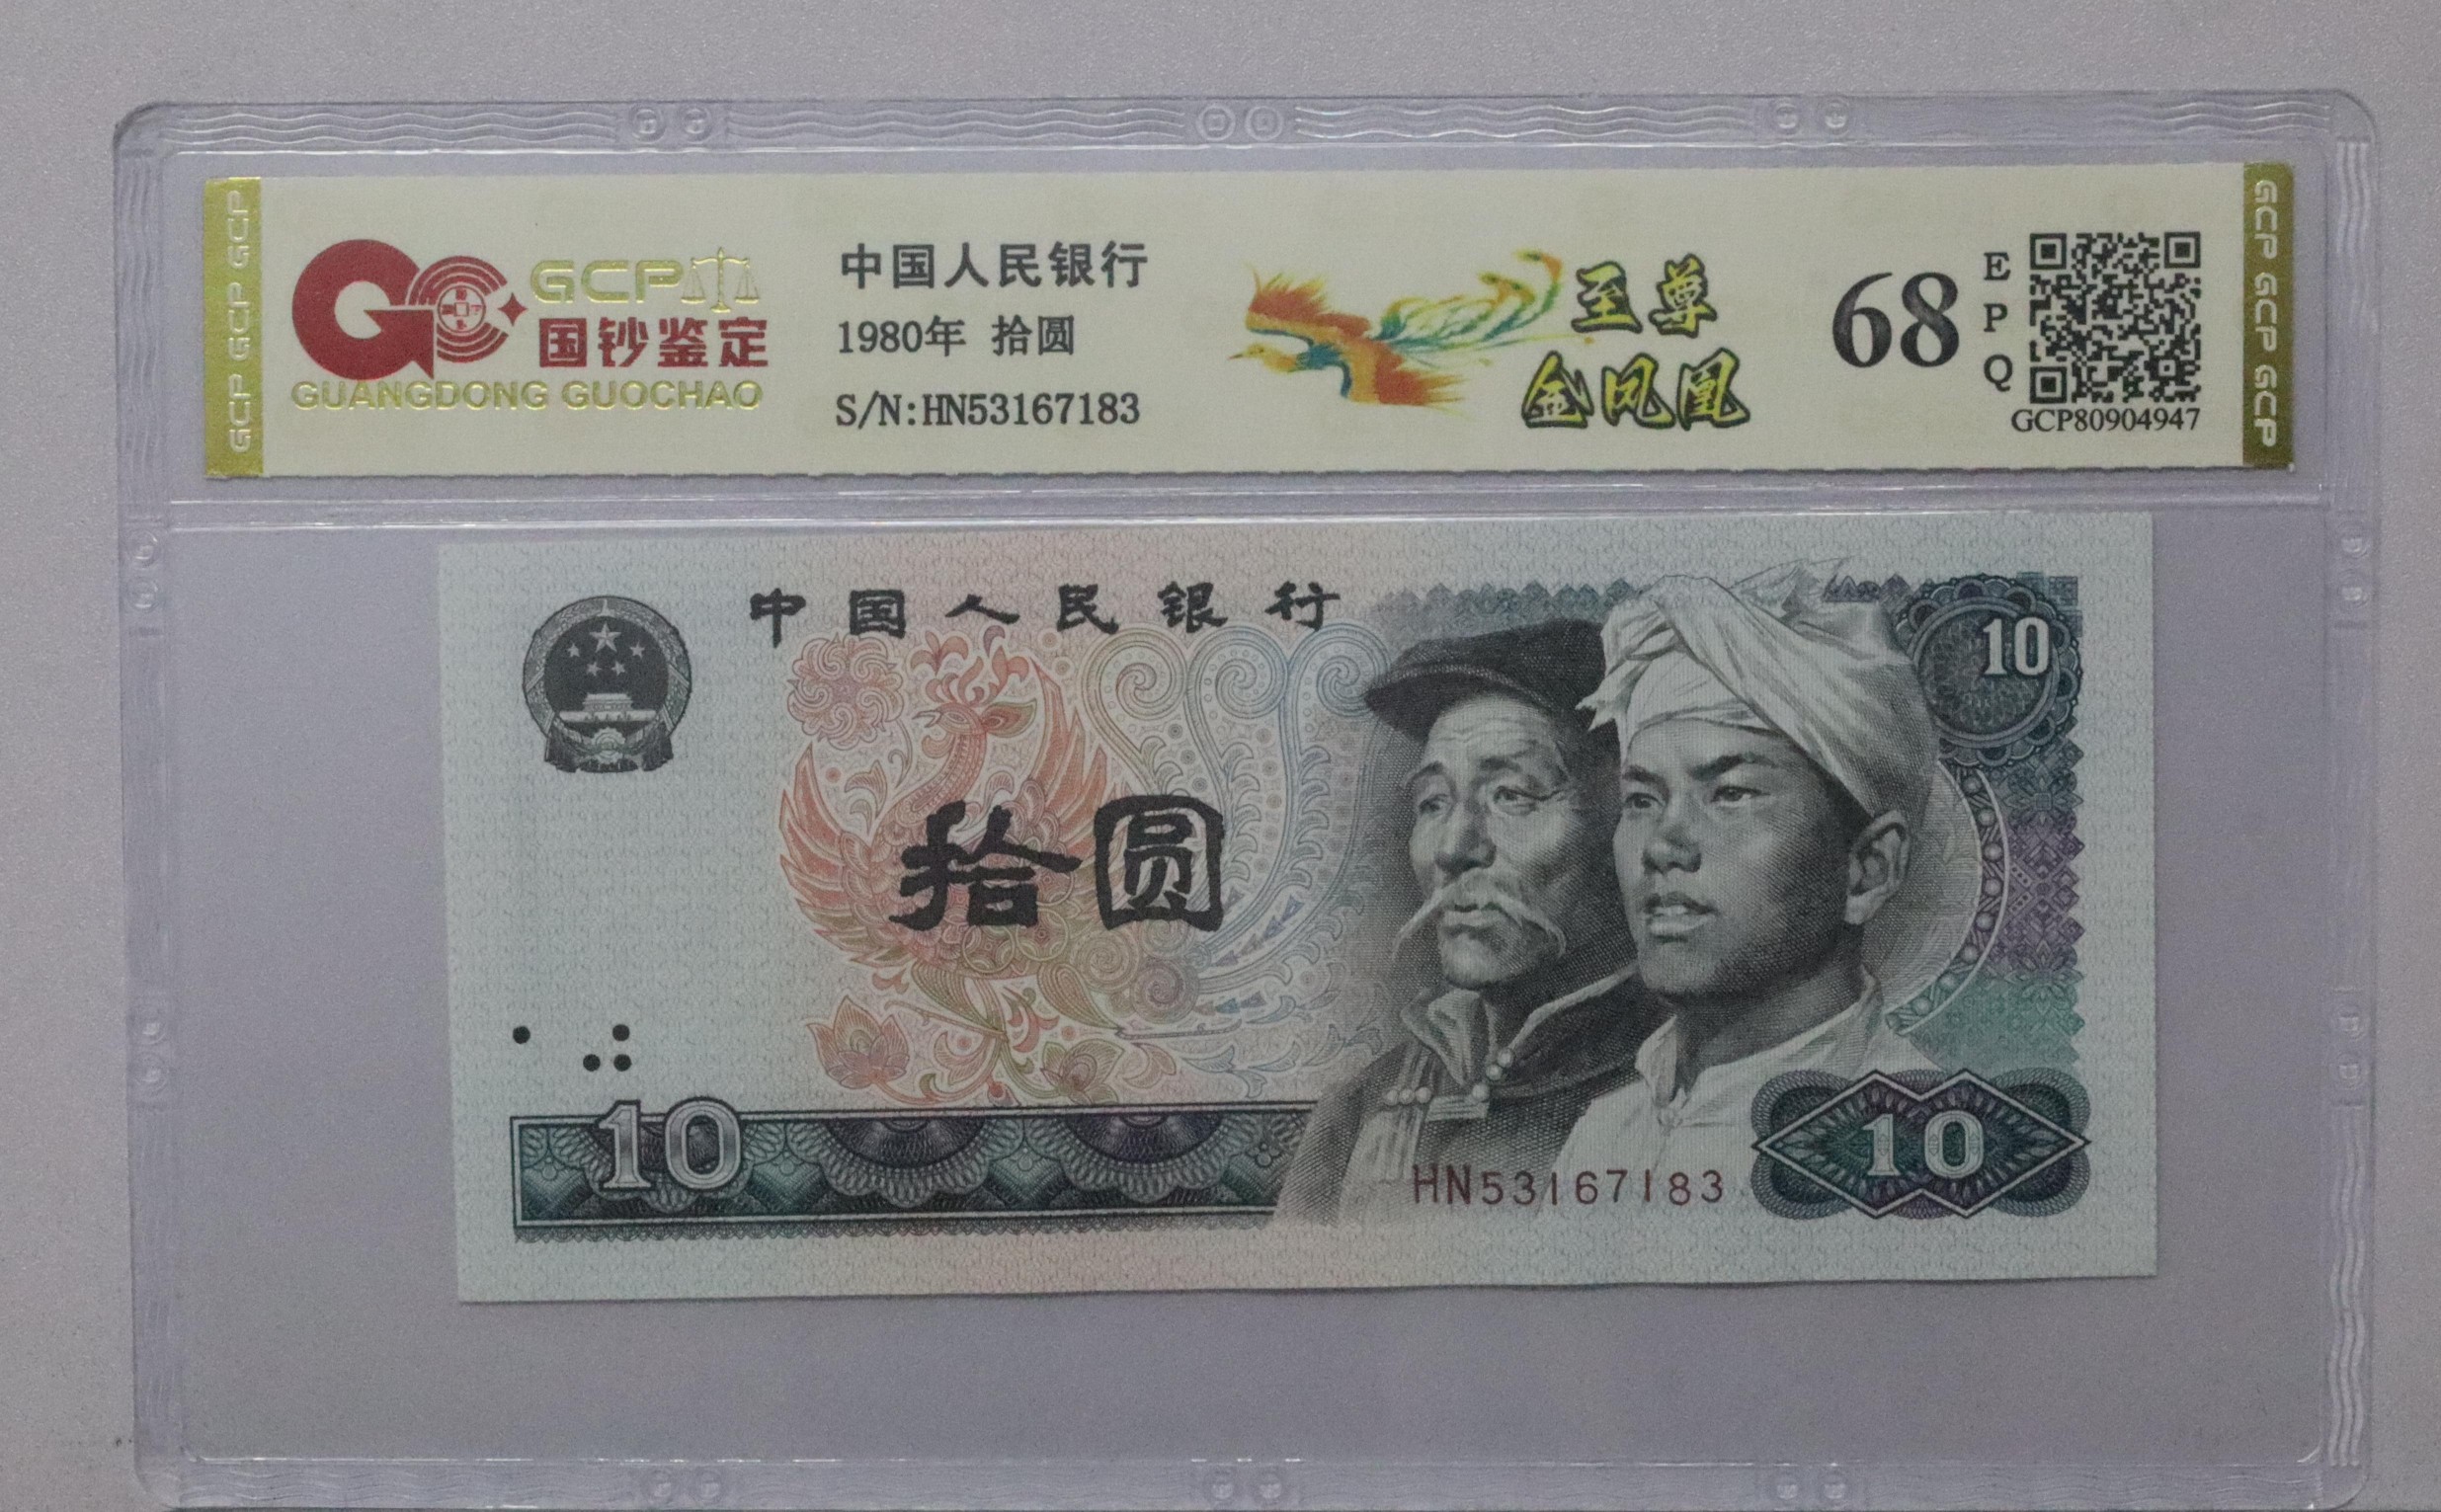 GCP GCP GCP
GCP
国钞鉴定
GUANGDONG GUOCHAO
中国人民银行
1980年 拾圆
S/N:HN53167183
至尊
金凤凰
68
EPQ
GCP80904947
GCP GCP GCP GCP
中国人民银行
10
拾圆
10
HN53167183
10